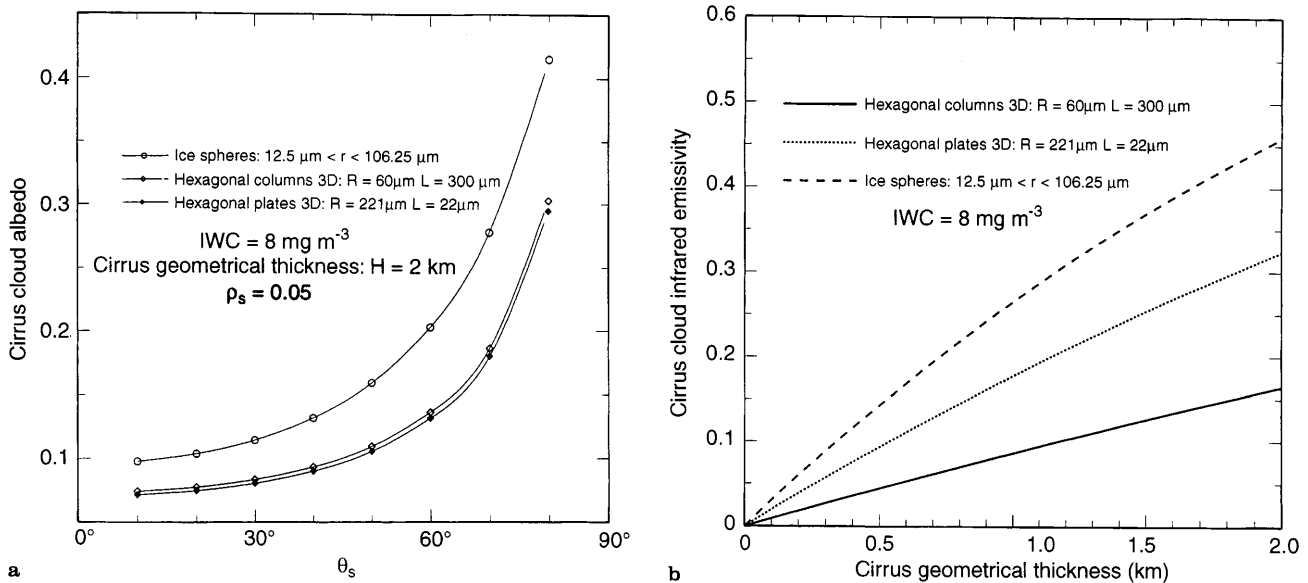 0.4
0.3
0.2
0.1
0°
30°
60°
90°
θs
Cirrus cloud albedo
Ice spheres: 12.5 µm < r < 106.25 µm
Hexagonal columns 3D: R = 60µm L = 300 µm
Hexagonal plates 3D: R = 221µm L = 22µm
IWC = 8 mg m-3
Cirrus geometrical thickness: H = 2 km
ρs = 0.05
a
0.6
0.5
0.4
0.3
0.2
0.1
0
0
0.5
1.0
1.5
2.0
Cirrus geometrical thickness (km)
Cirrus cloud infrared emissivity
Hexagonal columns 3D: R = 60µm L = 300 µm
Hexagonal plates 3D: R = 221µm L = 22µm
Ice spheres: 12.5 µm < r < 106.25 µm
IWC = 8 mg m-3
b